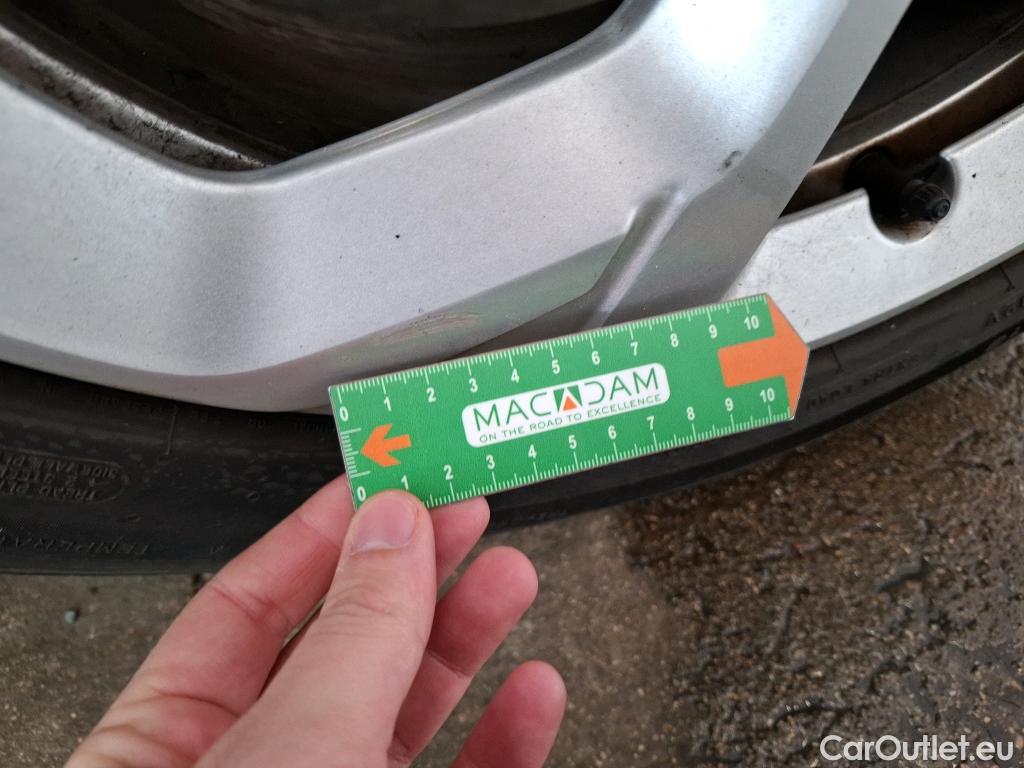 0 1 2 3 4 5 6 7 8 9 10
MACADAM
ON THE ROAD TO EXCELLENCE
0 1 2 3 4 5 6 7 8 9 10
CarOutlet.eu